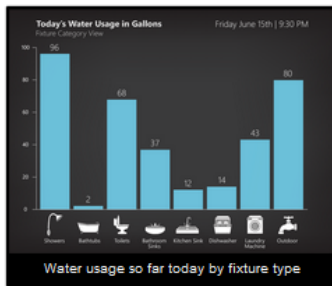 Today's Water Usage in Gallons
Friday June 15th | 9:30 PM
Fixture Category View
100
80
60
40
20
0
96
2
68
37
12
14
43
80
Showers
Bathtubs
Toilets
Bathroom Sinks
Kitchen Sink
Dishwasher
Laundry Machine
Outdoor
Water usage so far today by fixture type